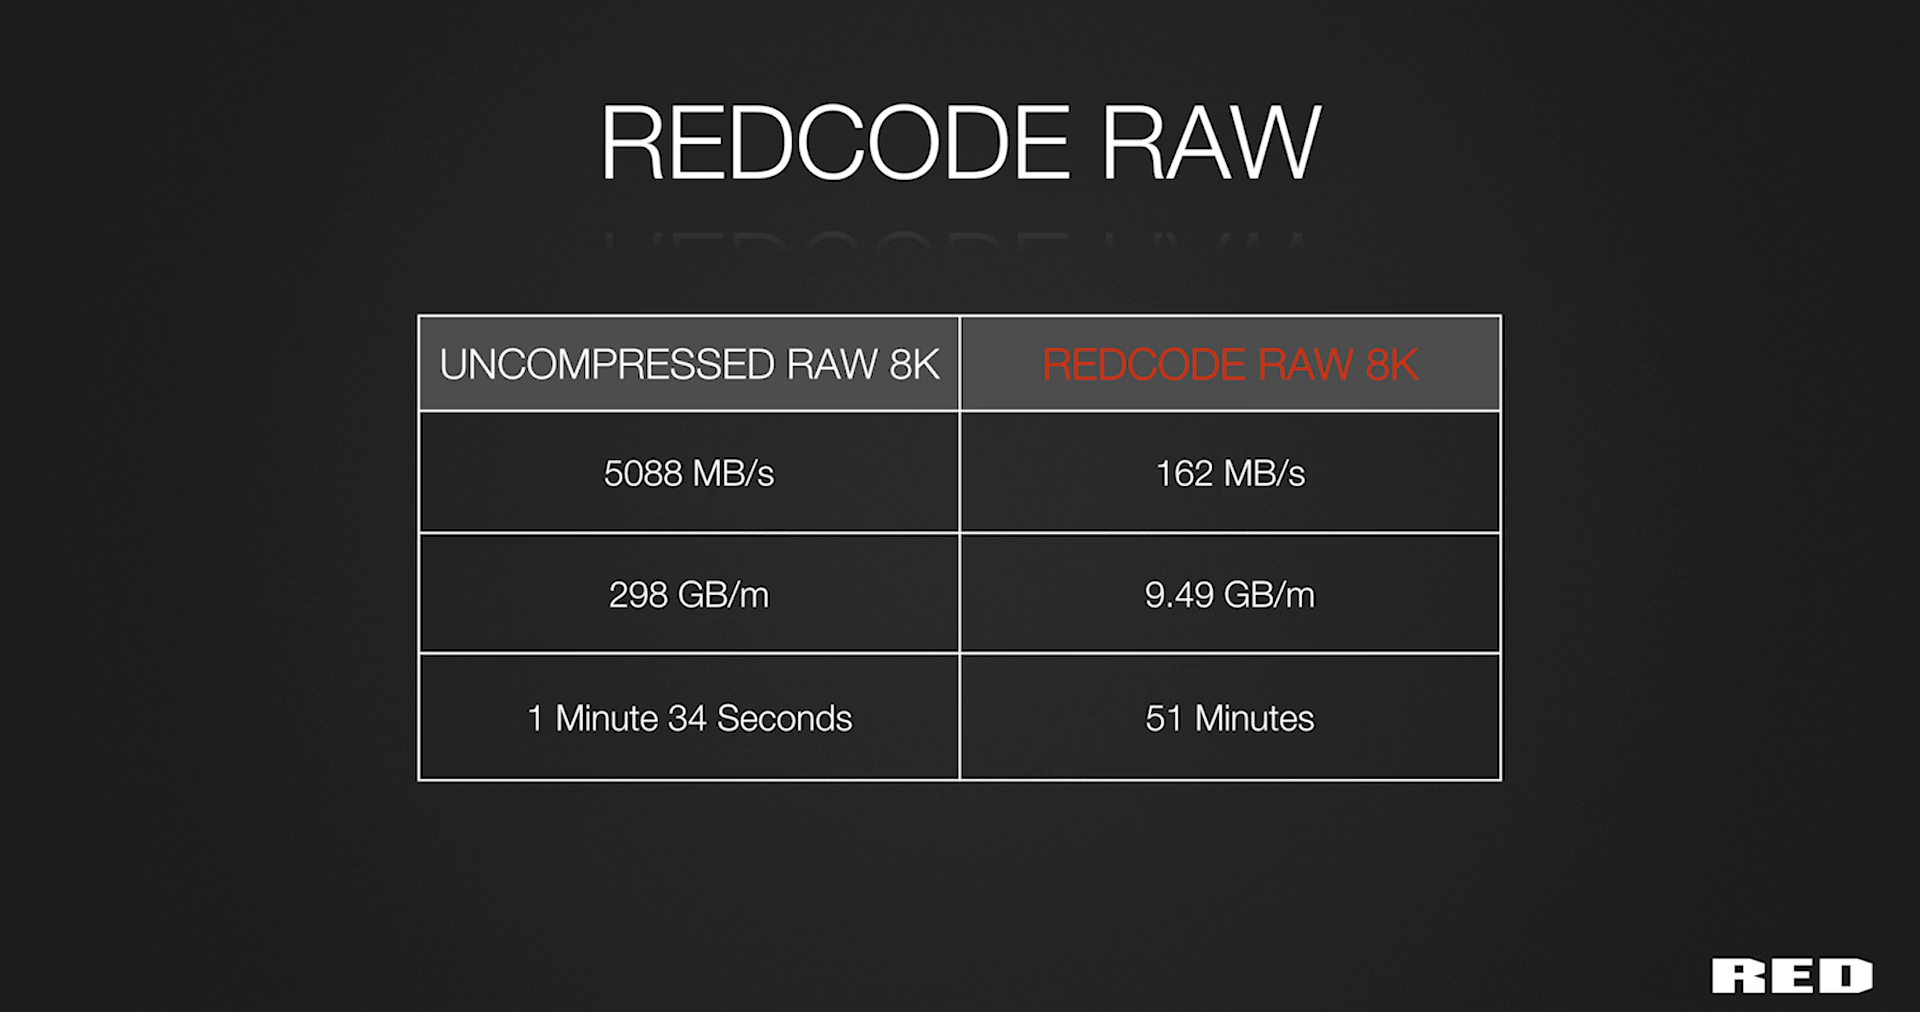 REDCODE RAW
UNCOMPRESSED RAW 8K
REDCODE RAW 8K
5088 MB/s
162 MB/s
298 GB/m
9.49 GB/m
1 Minute 34 Seconds
51 Minutes
RED